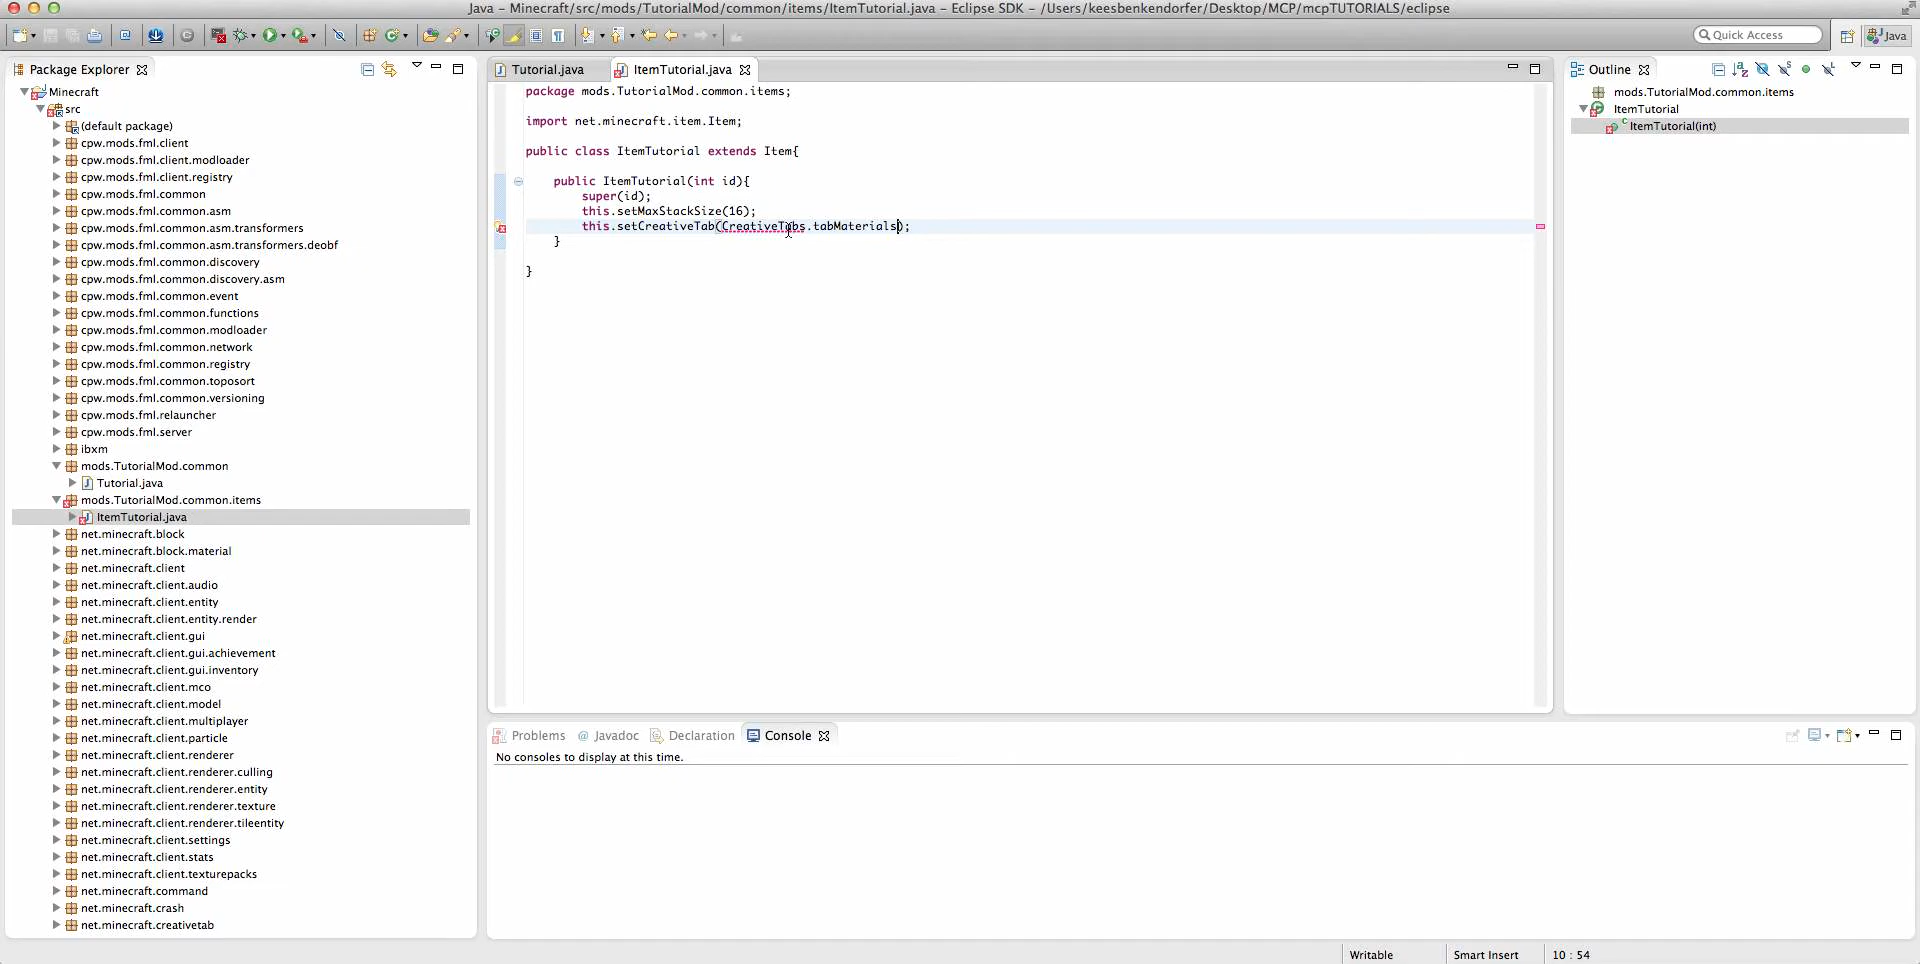 Java – Minecraft/src/mods/TutorialMod/common/items/ItemTutorial.java – Eclipse SDK – /Users/keesbenkendorfer/Desktop/MCP/mcpTUTORIALS/eclipse
Quick Access
Java
Package Explorer
Minecraft
src
(default package)
cpw.mods.fml.client
cpw.mods.fml.client.modloader
cpw.mods.fml.client.registry
cpw.mods.fml.common
cpw.mods.fml.common.asm
cpw.mods.fml.common.asm.transformers
cpw.mods.fml.common.asm.transformers.deobf
cpw.mods.fml.common.discovery
cpw.mods.fml.common.discovery.asm
cpw.mods.fml.common.event
cpw.mods.fml.common.functions
cpw.mods.fml.common.modloader
cpw.mods.fml.common.network
cpw.mods.fml.common.registry
cpw.mods.fml.common.toposort
cpw.mods.fml.common.versioning
cpw.mods.fml.relauncher
cpw.mods.fml.server
ibxm
mods.TutorialMod.common
Tutorial.java
mods.TutorialMod.common.items
ItemTutorial.java
net.minecraft.block
net.minecraft.block.material
net.minecraft.client
net.minecraft.client.audio
net.minecraft.client.entity
net.minecraft.client.entity.render
net.minecraft.client.gui
net.minecraft.client.gui.achievement
net.minecraft.client.gui.inventory
net.minecraft.client.mco
net.minecraft.client.model
net.minecraft.client.multiplayer
net.minecraft.client.particle
net.minecraft.client.renderer
net.minecraft.client.renderer.culling
net.minecraft.client.renderer.entity
net.minecraft.client.renderer.texture
net.minecraft.client.renderer.tileentity
net.minecraft.client.settings
net.minecraft.client.stats
net.minecraft.client.texturepacks
net.minecraft.command
net.minecraft.crash
net.minecraft.creativetab
Tutorial.java
ItemTutorial.java
package mods.TutorialMod.common.items;
import net.minecraft.item.Item;
public class ItemTutorial extends Item{
public ItemTutorial(int id){
super(id);
this.setMaxStackSize(16);
this.setCreativeTab(CreativeTabs.tabMaterials);
}
}
Outline
mods.TutorialMod.common.items
ItemTutorial
ItemTutorial(int)
Problems
@ Javadoc
Declaration
Console
No consoles to display at this time.
Writable
Smart Insert
10 : 54